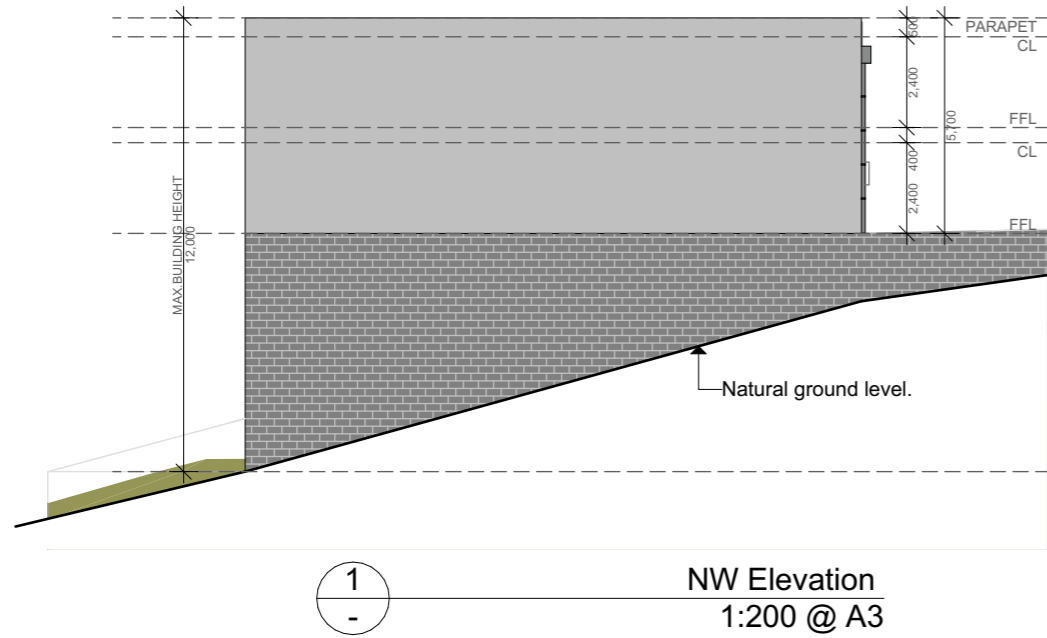 500
PARAPET
CL
2,400
FFL
5,700
CL
400
2,400
FFL
MAX.BUILDING HEIGHT
12,000
Natural ground level.
1
-
NW Elevation
1:200 @ A3